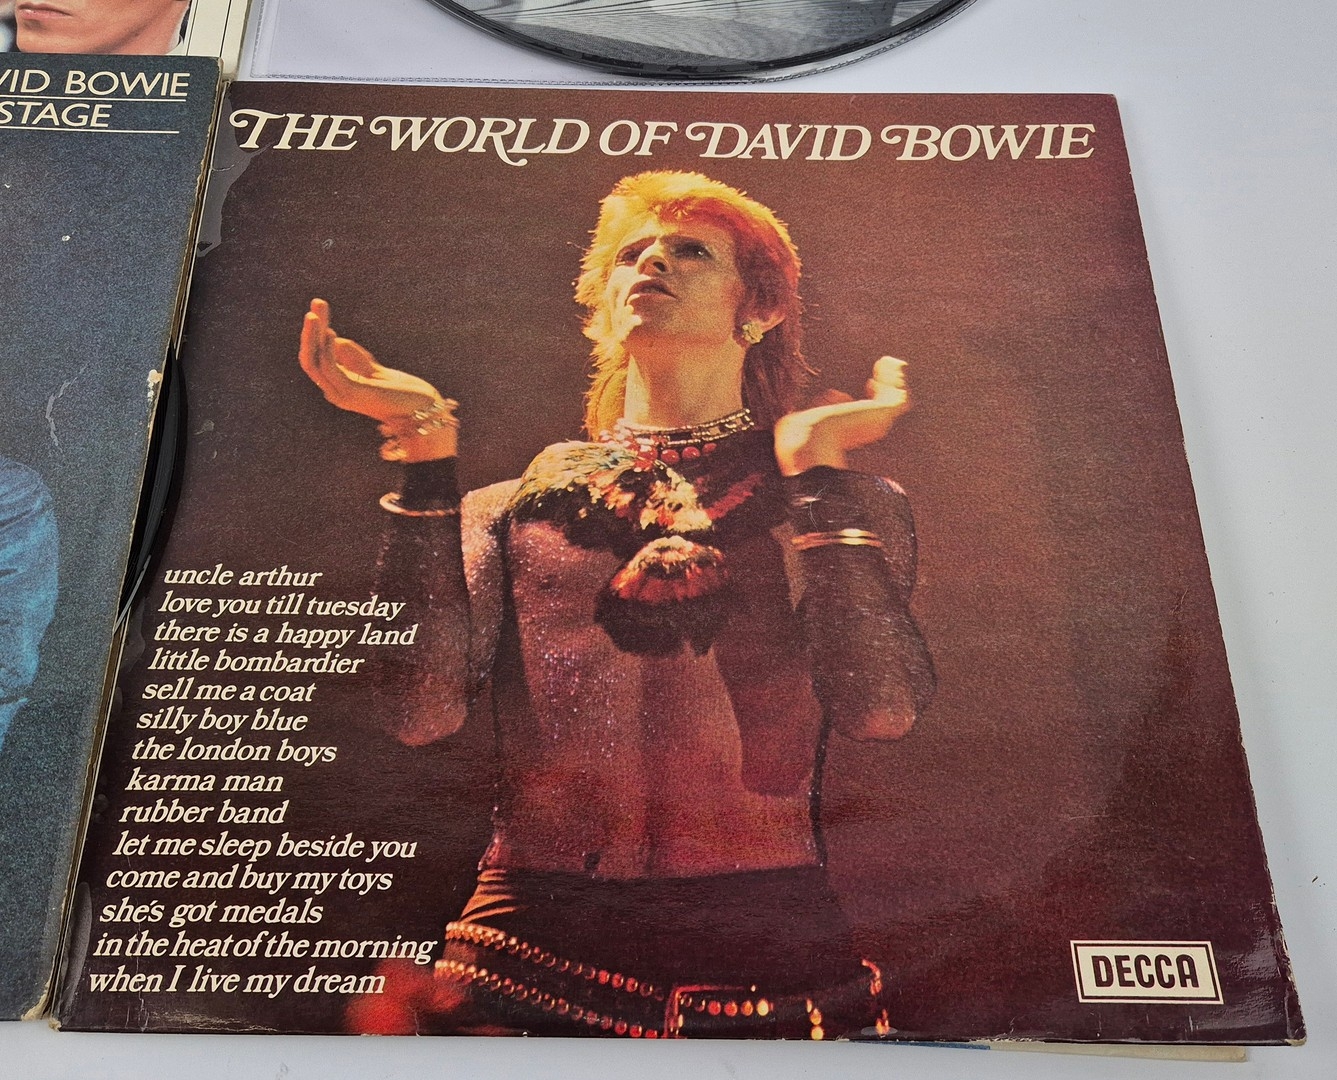 VID BOWIE
STAGE
THE WORLD OF DAVID BOWIE
uncle arthur
love you till tuesday
there is a happy land
little bombardier
sell me a coat
silly boy blue
the london boys
karma man
rubber band
let me sleep beside you
come and buy my toys
she's got medals
in the heat of the morning
when I live my dream
DECCA